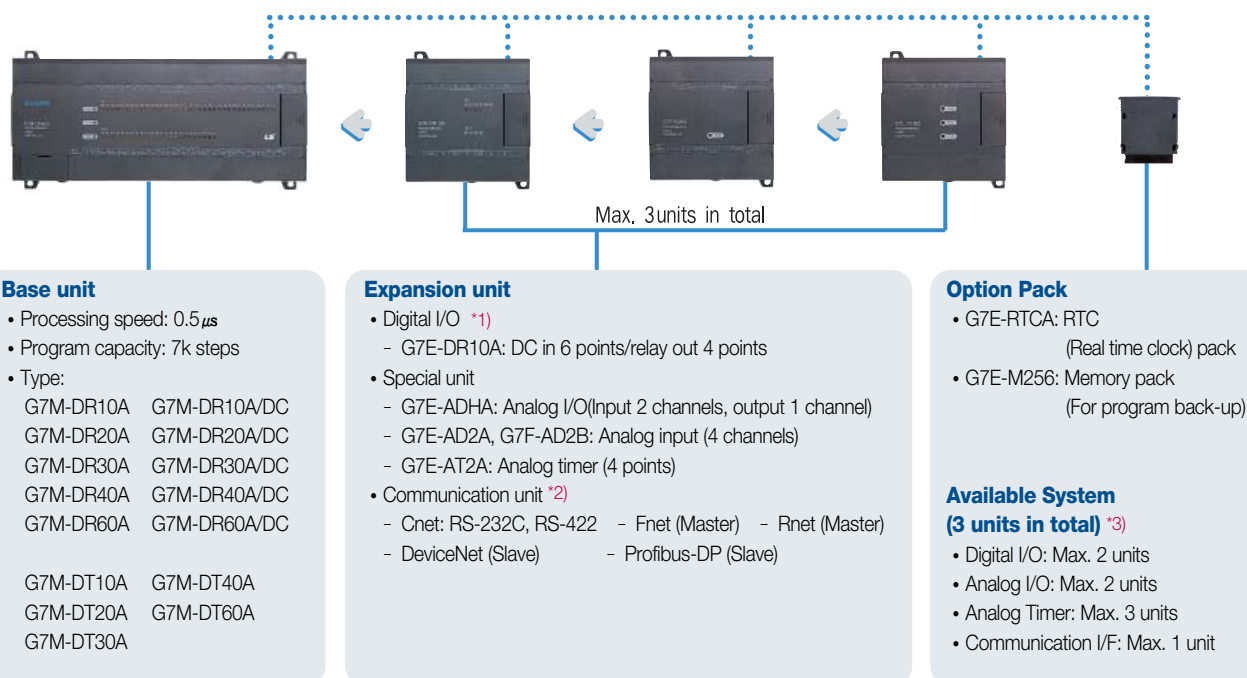 LS
Max. 3units in total
Base unit
• Processing speed: 0.5㎲
• Program capacity: 7k steps
• Type:
G7M-DR10A G7M-DR10A/DC
G7M-DR20A G7M-DR20A/DC
G7M-DR30A G7M-DR30A/DC
G7M-DR40A G7M-DR40A/DC
G7M-DR60A G7M-DR60A/DC
G7M-DT10A G7M-DT40A
G7M-DT20A G7M-DT60A
G7M-DT30A
Expansion unit
• Digital I/O *1)
- G7E-DR10A: DC in 6 points/relay out 4 points
• Special unit
- G7E-ADHA: Analog I/O(Input 2 channels, output 1 channel)
- G7E-AD2A, G7F-AD2B: Analog input (4 channels)
- G7E-AT2A: Analog timer (4 points)
• Communication unit *2)
- Cnet: RS-232C, RS-422 - Fnet (Master) - Rnet (Master)
- DeviceNet (Slave) - Profibus-DP (Slave)
Option Pack
• G7E-RTCA: RTC
(Real time clock) pack
• G7E-M256: Memory pack
(For program back-up)
Available System
(3 units in total) *3)
• Digital I/O: Max. 2 units
• Analog I/O: Max. 2 units
• Analog Timer: Max. 3 units
• Communication I/F: Max. 1 unit